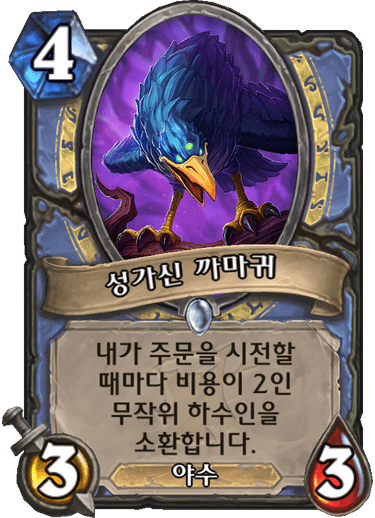 4
성가신 까마귀
내가 주문을 시전할
때마다 비용이 2인
무작위 하수인을
소환합니다.
야수
3
3